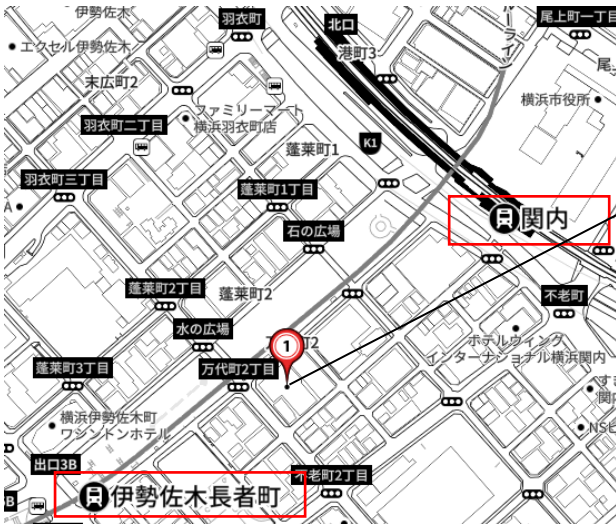 伊勢佐木
羽衣町
北口
尾上町一丁目
エクセル伊勢佐木
港町3
末広町2
横浜市役所
ファミリーマート
横浜羽衣町店
羽衣町二丁目
K1
蓬莱町1
羽衣町三丁目
蓬莱町1丁目
関内
石の広場
蓬莱町2丁目
蓬莱町2
不老町
水の広場
1
ホテルウィング
インターナショナル横浜関内
蓬莱町3丁目
万代町2丁目
横浜伊勢佐木町
ワシントンホテル
出口3B
不老町2丁目
伊勢佐木長者町